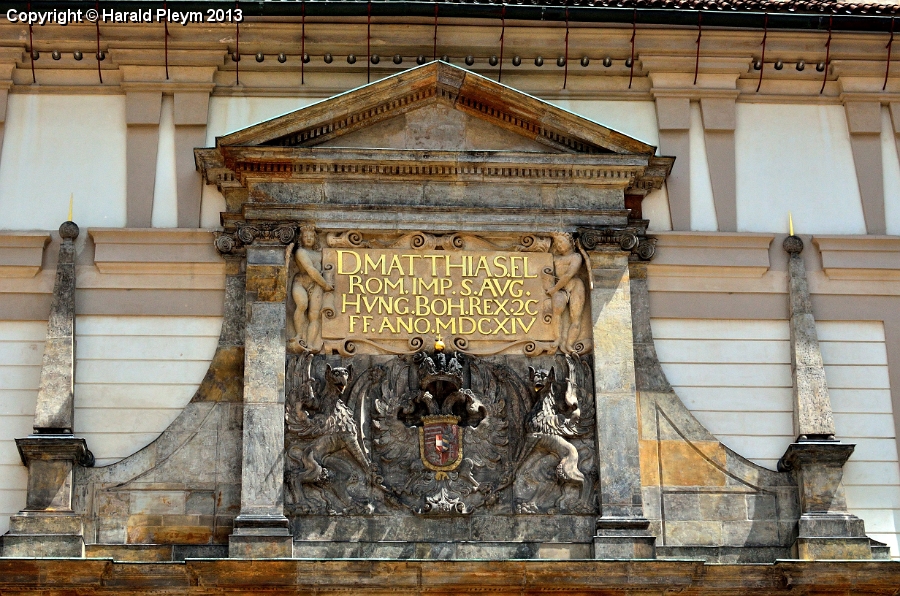 Copyright © Harald Pleym 2013
D.MATTHIAS.EL
ROM.IMP.S.AVG.
HVNG.BOH.REX.2C
FF.ANO.MDCXIV